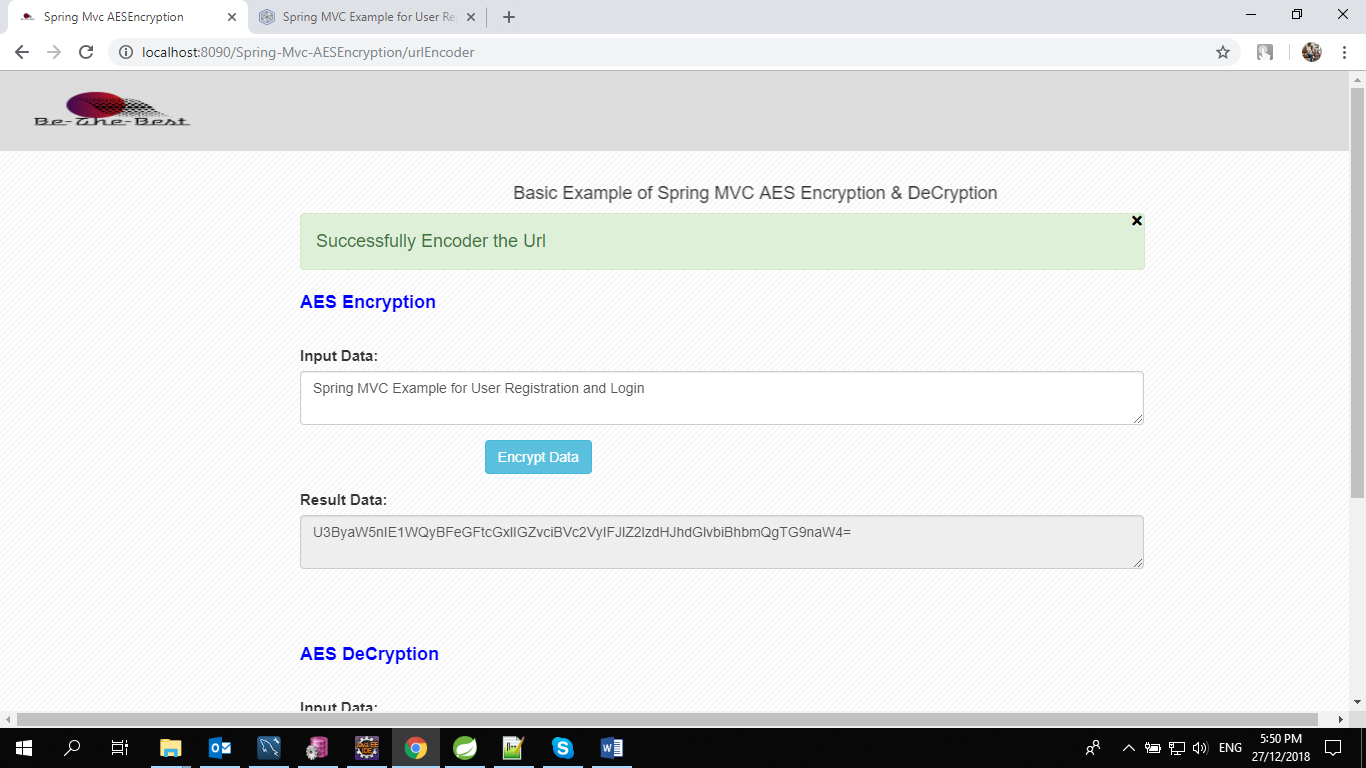 Spring Mvc AESEncryption
Spring MVC Example for User Re
localhost:8090/Spring-Mvc-AESEncryption/urlEncoder
Be-The-Best
Basic Example of Spring MVC AES Encryption & DeCryption
Successfully Encoder the Url
AES Encryption
Input Data:
Spring MVC Example for User Registration and Login
Encrypt Data
Result Data:
U3ByaW5nIE1WQyBFeGFtcGxlIGZvciBVc2VyIFJlZ2lzdHJhdGlvbiBhbmQgTG9naW4=
AES DeCryption
Input Data:
ENG
5:50 PM
27/12/2018